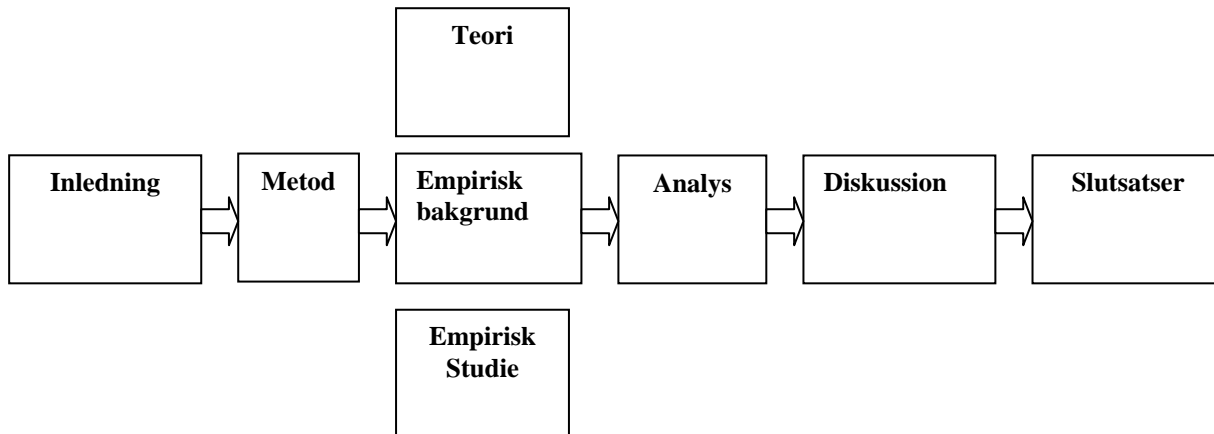 Teori
Inledning
Metod
Empirisk
bakgrund
Analys
Diskussion
Slutsatser
Empirisk
Studie